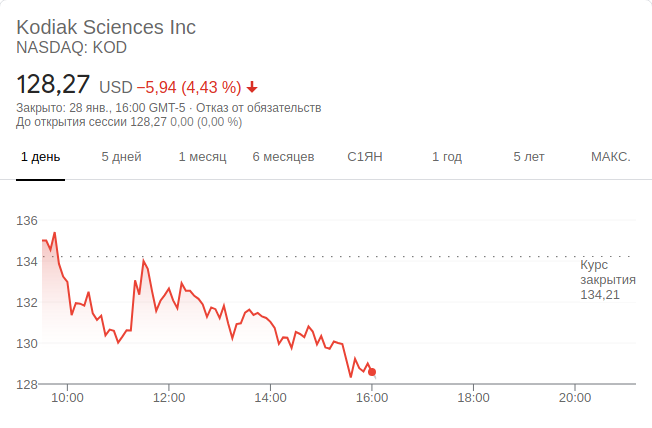 Kodiak Sciences Inc
NASDAQ: KOD
128,27 USD −5,94 (4,43 %)
Закрыто: 28 янв., 16:00 GMT-5 · Отказ от обязательств
До открытия сессии 128,27 0,00 (0,00 %)
1 день 5 дней 1 месяц 6 месяцев С1ЯН 1 год 5 лет МАКС.
136
134
132
130
128
Курс
закрытия
134,21
10:00 12:00 14:00 16:00 18:00 20:00